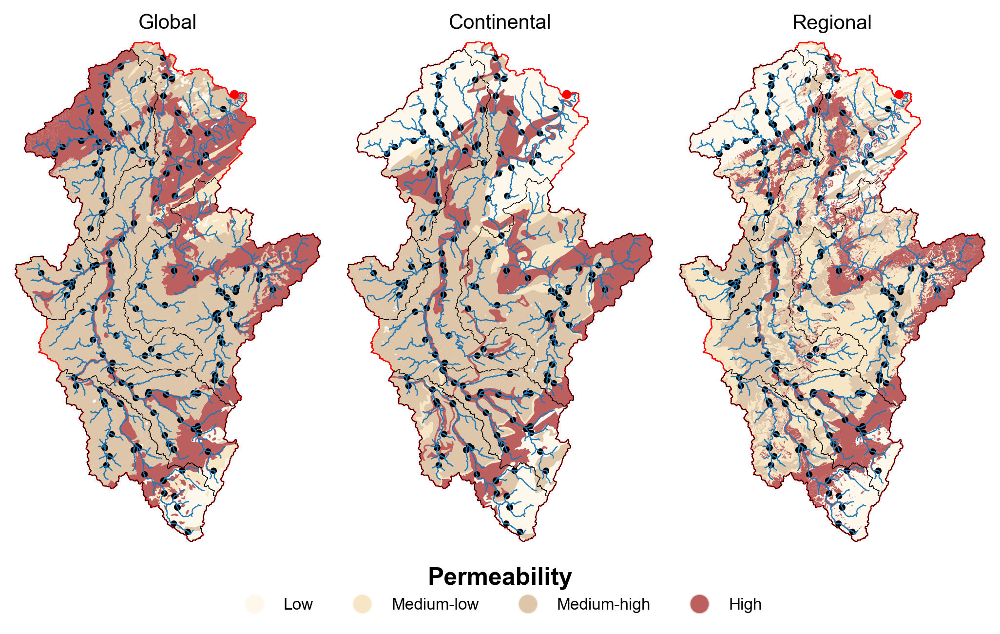 Global Continental Regional
Permeability
Low Medium-low Medium-high High